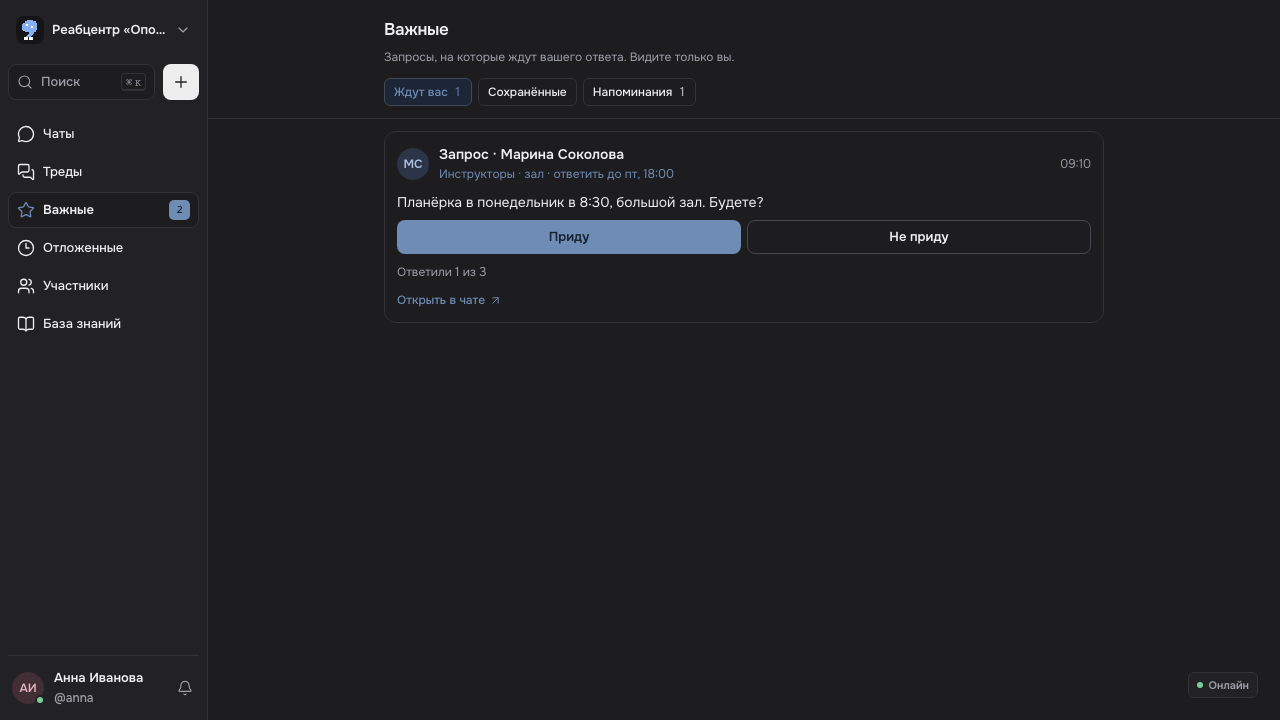 Реабцентр «Опо...
Поиск
⌘ K
Чаты
Треды
Важные
2
Отложенные
Участники
База знаний
АИ
Анна Иванова
@anna
Важные
Запросы, на которые ждут вашего ответа. Видите только вы.
Ждут вас 1
Сохранённые
Напоминания 1
МС
Запрос · Марина Соколова
Инструкторы · зал · ответить до пт, 18:00
09:10
Планёрка в понедельник в 8:30, большой зал. Будете?
Приду
Не приду
Ответили 1 из 3
Открыть в чате
Онлайн